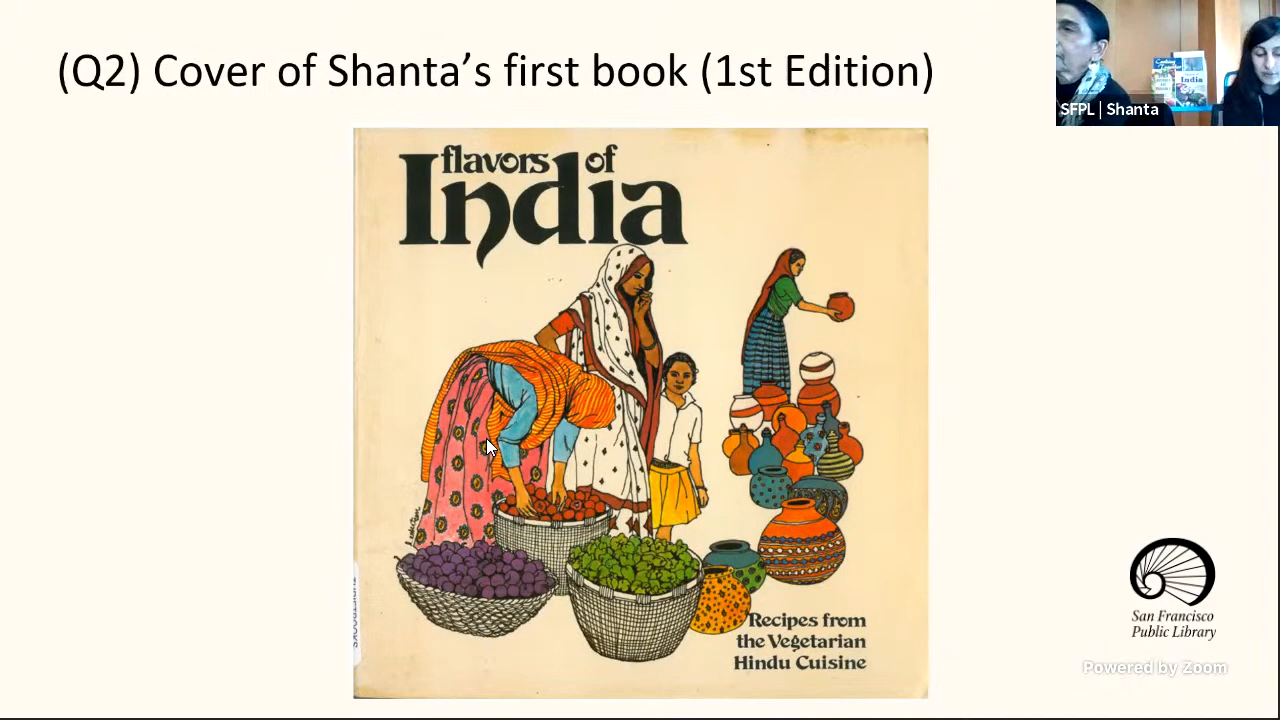 (Q2) Cover of Shanta’s first book (1st Edition)
SFPL | Shanta
India
flavors of
India
Recipes from
the Vegetarian
Hindu Cuisine
San Francisco
Public Library
Powered by Zoom